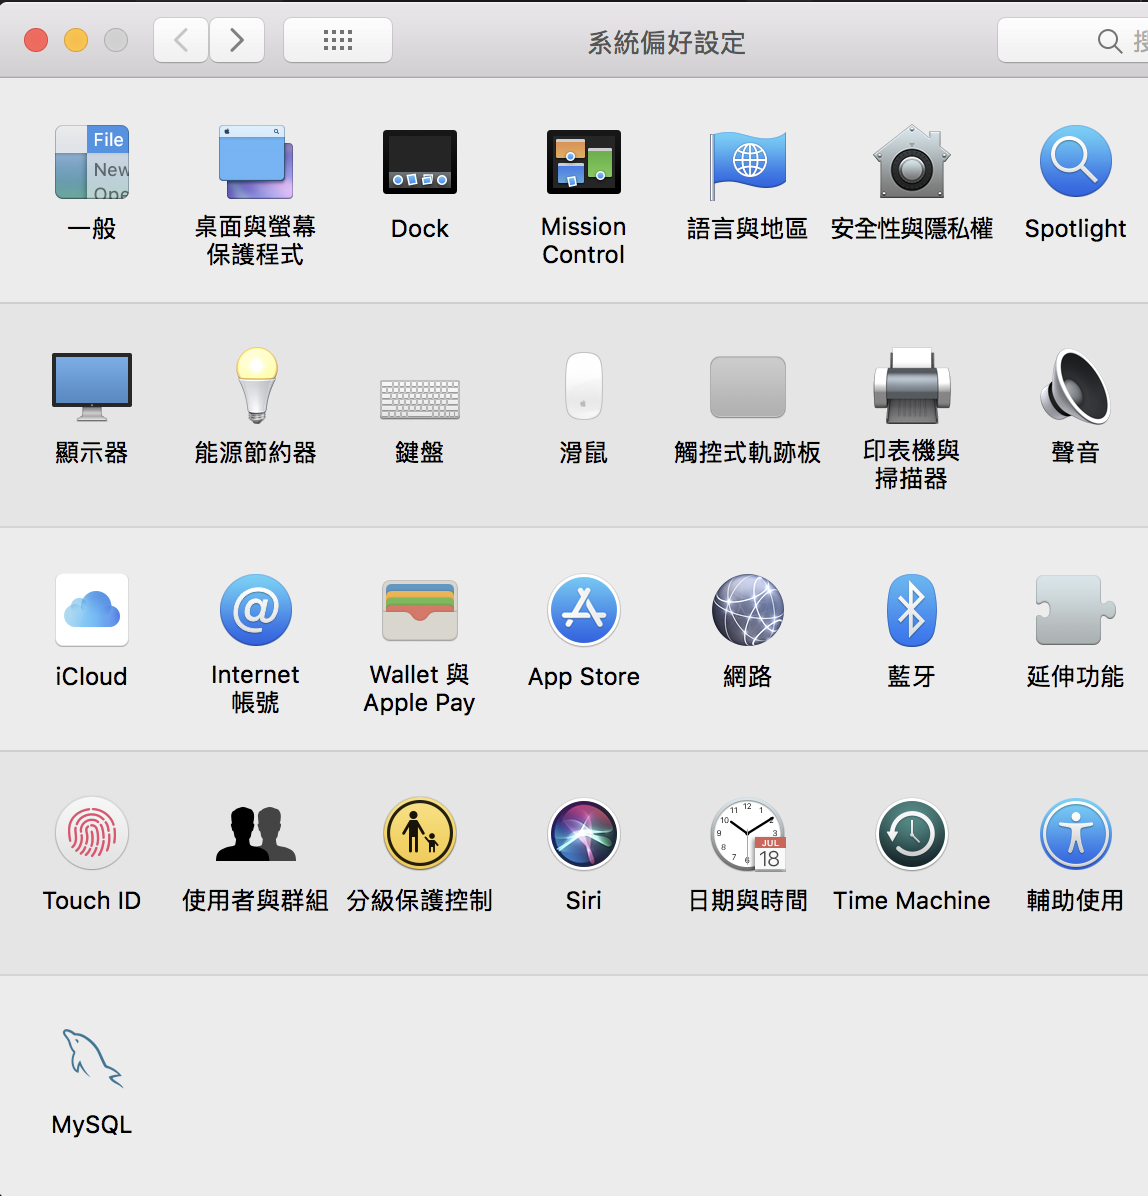 系統偏好設定
搜
File
New
Ope
一般
桌面與螢幕
保護程式
Dock
Mission
Control
語言與地區
安全性與隱私權
Spotlight
顯示器
能源節約器
鍵盤
滑鼠
觸控式軌跡板
印表機與
掃描器
聲音
iCloud
@
Internet
帳號
Wallet 與
Apple Pay
App Store
網路
藍牙
延伸功能
Touch ID
使用者與群組
分級保護控制
Siri
12
1
3
6
7
8
9
10
11
JUL
18
日期與時間
Time Machine
輔助使用
MySQL